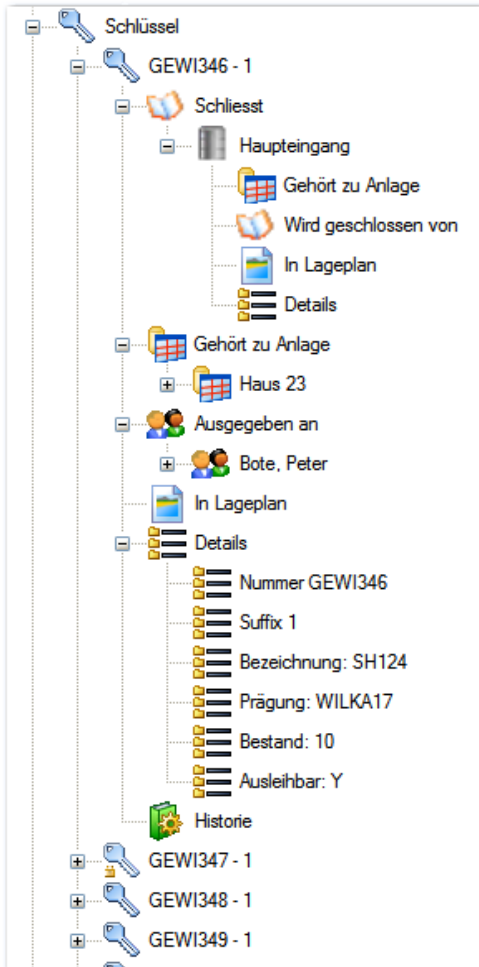 Schlüssel
GEWI346 - 1
Schliesst
Haupteingang
Gehört zu Anlage
Wird geschlossen von
In Lageplan
Details
Gehört zu Anlage
Haus 23
Ausgegeben an
Bote, Peter
In Lageplan
Details
Nummer GEWI346
Suffix 1
Bezeichnung: SH124
Prägung: WILKA17
Bestand: 10
Ausleihbar: Y
Historie
GEWI347 - 1
GEWI348 - 1
GEWI349 - 1